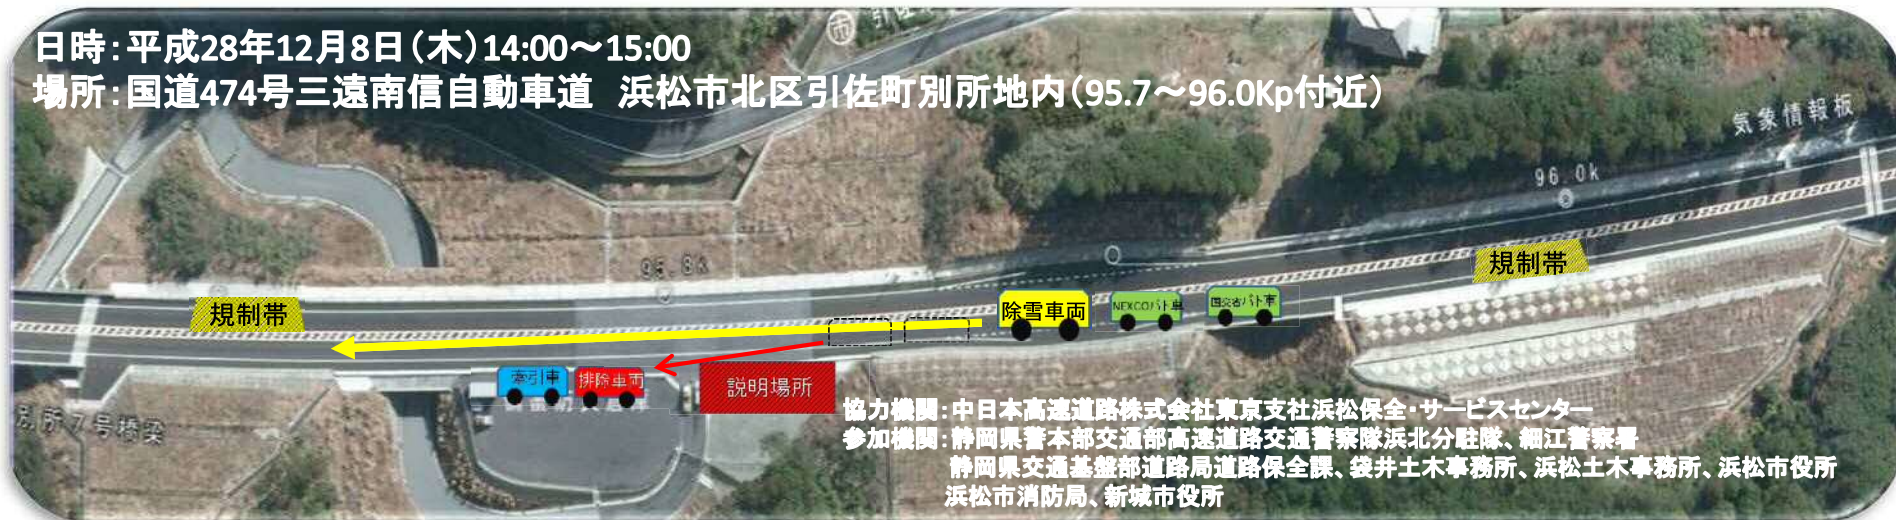 日時：平成28年12月8日（木）14:00～15:00
場所：国道474号三遠南信自動車道　浜松市北区引佐町別所地内（95.7～96.0Kp付近）
気象情報板
96.0k
95.8k
規制帯
規制帯
除雪車両
NEXCOパト車
国交省パト車
牽引車
排除車両
説明場所
別所7号橋梁
協力機関：中日本高速道路株式会社東京支社浜松保全・サービスセンター
参加機関：静岡県警本部交通部高速道路交通警察隊浜北分駐隊、細江警察署
静岡県交通基盤部道路局道路保全課、袋井土木事務所、浜松土木事務所、浜松市役所
浜松市消防局、新城市役所